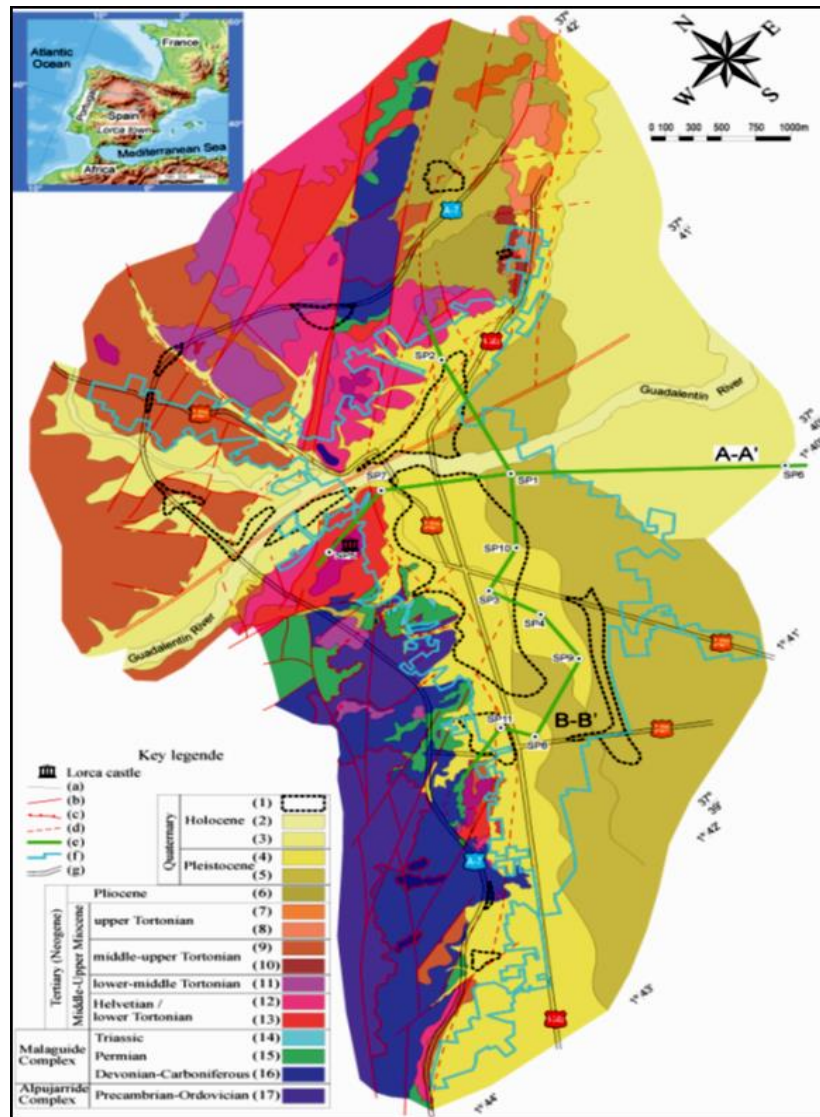 Atlantic
Ocean
France
Portugal
Spain
Lorca town
Mediterranean Sea
Africa
N
E
W
S
0 100 250 500 750 1000m
37°
42'
A-7
37°
41'
SP2
Guadalentin River
37°
40'
1° 40'
A-A'
SP1
SP6
SP7
SP10
SP3
SP4
SP9
1° 41'
Guadalentin River
B-B'
SP11
SP8
37°
39'
1° 42'
A-7
1° 43'
1° 44'
Key legende
Lorca castle
(a)
(b)
(c)
(d)
(e)
(f)
(g)
Quaternary
Holocene
(1)
(2)
(3)
Pleistocene
(4)
(5)
Tertiary (Neogene)
Pliocene
(6)
Middle-Upper Miocene
upper Tortonian
(7)
(8)
middle-upper Tortonian
(9)
(10)
lower-middle Tortonian
(11)
Helvetian /
lower Tortonian
(12)
(13)
Malaguide
Complex
Triassic
(14)
Permian
(15)
Devonian-Carboniferous
(16)
Alpujarride
Complex
Precambrian-Ordovician
(17)